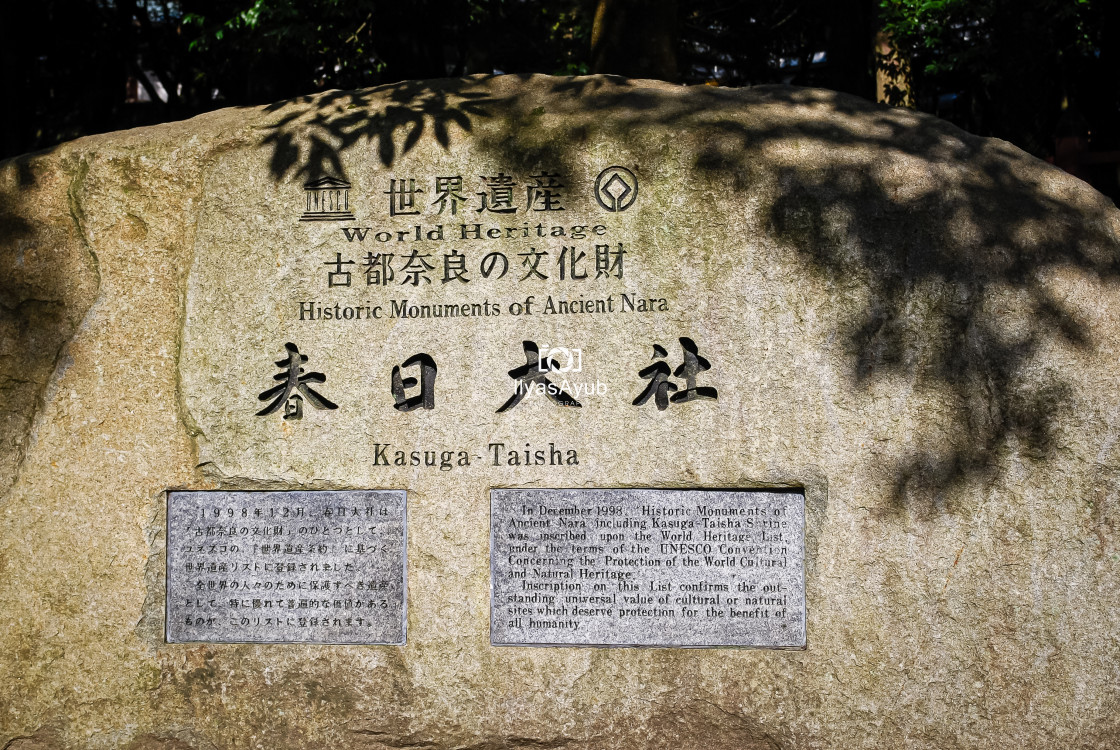 世界遺産
World Heritage
古都奈良の文化財
Historic Monuments of Ancient Nara
春日大社
Kasuga-Taisha
1998年12月、春日大社は
「古都奈良の文化財」のひとつとして、
ユネスコの、「世界遺産条約」に基づく
世界遺産リストに登録されました。
全世界の人々のために保護すべき遺産
として、特に優れて普遍的な価値がある
ものが、このリストに登録されます。
In December 1998, Historic Monuments of
Ancient Nara including Kasuga-Taisha Shrine
was inscribed upon the World Heritage List
under the terms of the UNESCO Convention
Concerning the Protection of the World Cultural
and Natural Heritage.
Inscription on this List confirms the out-
standing universal value of cultural or natural
sites which deserve protection for the benefit of
all humanity
IlyasAyub